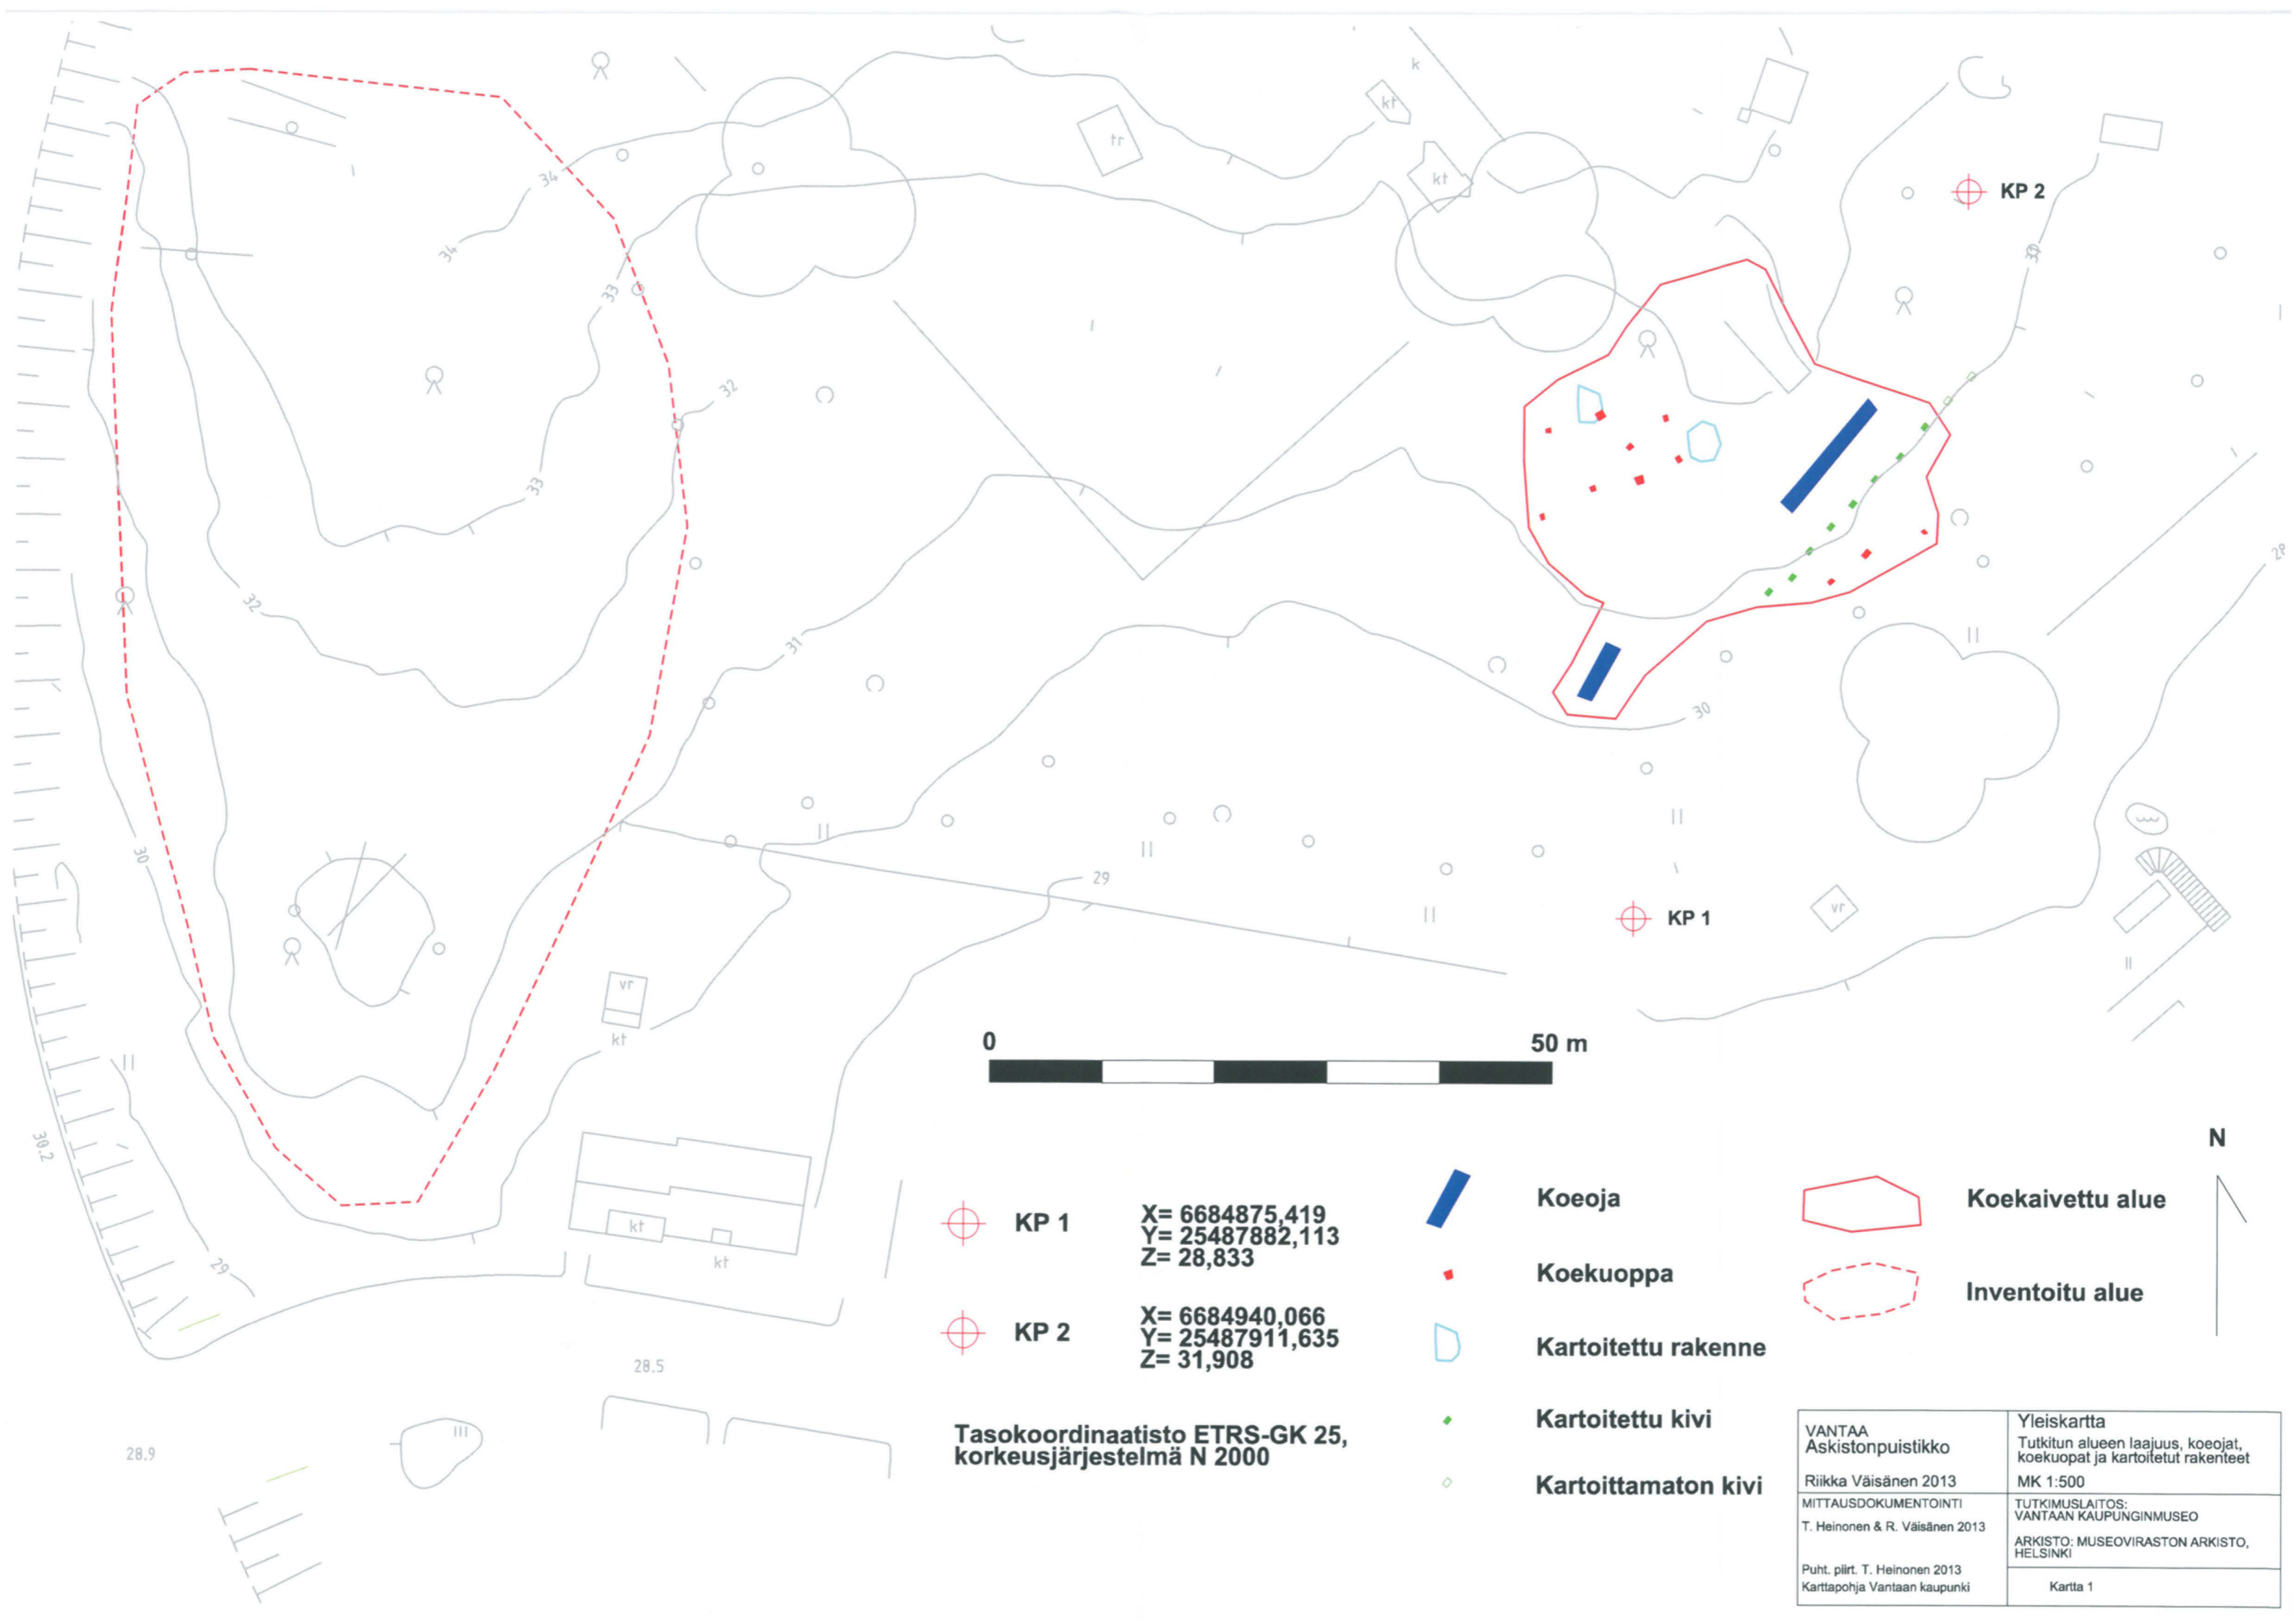 k
kt
tr
kt
KP 2
34
34
33
31
32
33
32
31
30
29
30
29
vr
KP 1
vr
kt
0
50 m
30.2
N
kt
kt
29
28.5
28.9
KP 1
X= 6684875,419
Y= 25487882,113
Z= 28,833
KP 2
X= 6684940,066
Y= 25487911,635
Z= 31,908
Tasokoordinaatisto ETRS-GK 25,
korkeusjärjestelmä N 2000
Koeoja
Koekuoppa
Kartoitettu rakenne
Kartoitettu kivi
Kartoittamaton kivi
Koekaivettu alue
Inventoitu alue
VANTAA
Askistonpuistikko
Riikka Väisänen 2013
MITTAUSDOKUMENTOINTI
T. Heinonen & R. Väisänen 2013
Puht. piirt. T. Heinonen 2013
Karttapohja Vantaan kaupunki
Yleiskartta
Tutkitun alueen laajuus, koeojat,
koekuopat ja kartoitetut rakenteet
MK 1:500
TUTKIMUSLAITOS:
VANTAAN KAUPUNGINMUSEO
ARKISTO: MUSEOVIRASTON ARKISTO,
HELSINKI
Kartta 1